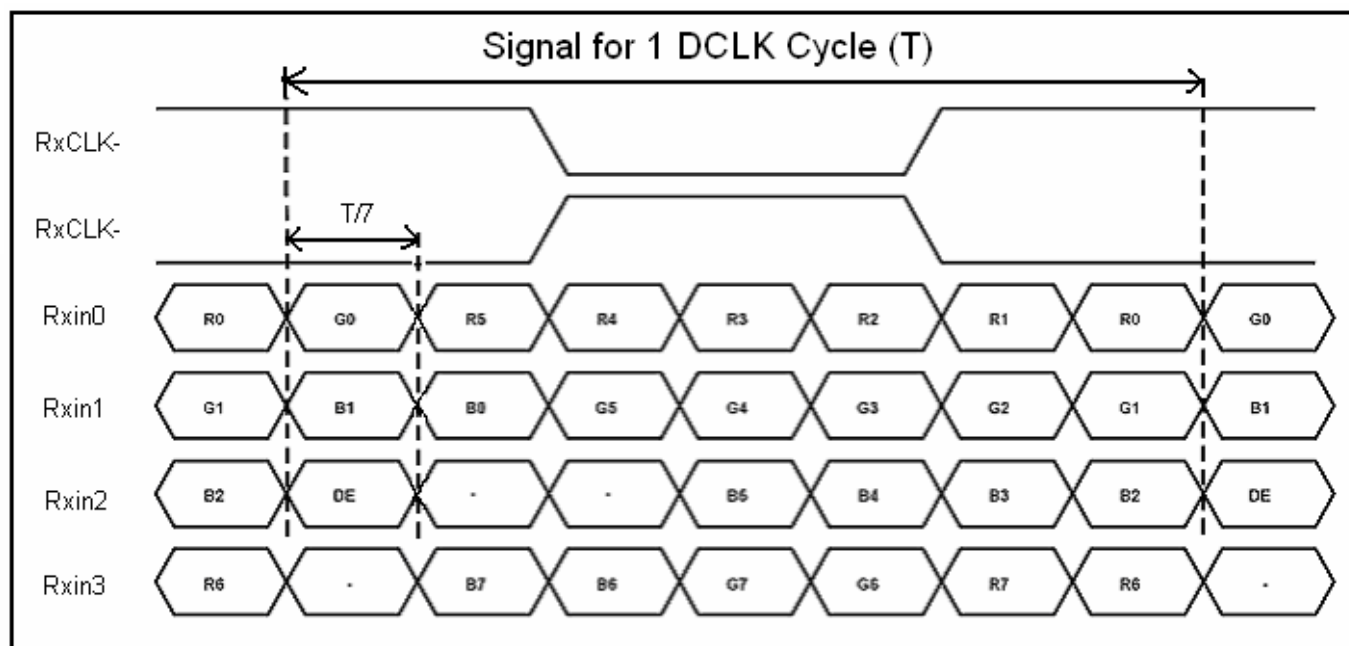 Signal for 1 DCLK Cycle (T)
RxCLK-
T/7
RxCLK-
Rxin0 R0 G0 R5 R4 R3 R2 R1 R0 G0
Rxin1 G1 B1 B0 G5 G4 G3 G2 G1 B1
Rxin2 B2 DE - - B5 B4 B3 B2 DE
Rxin3 R6 - B7 B6 G7 G6 R7 R6 -